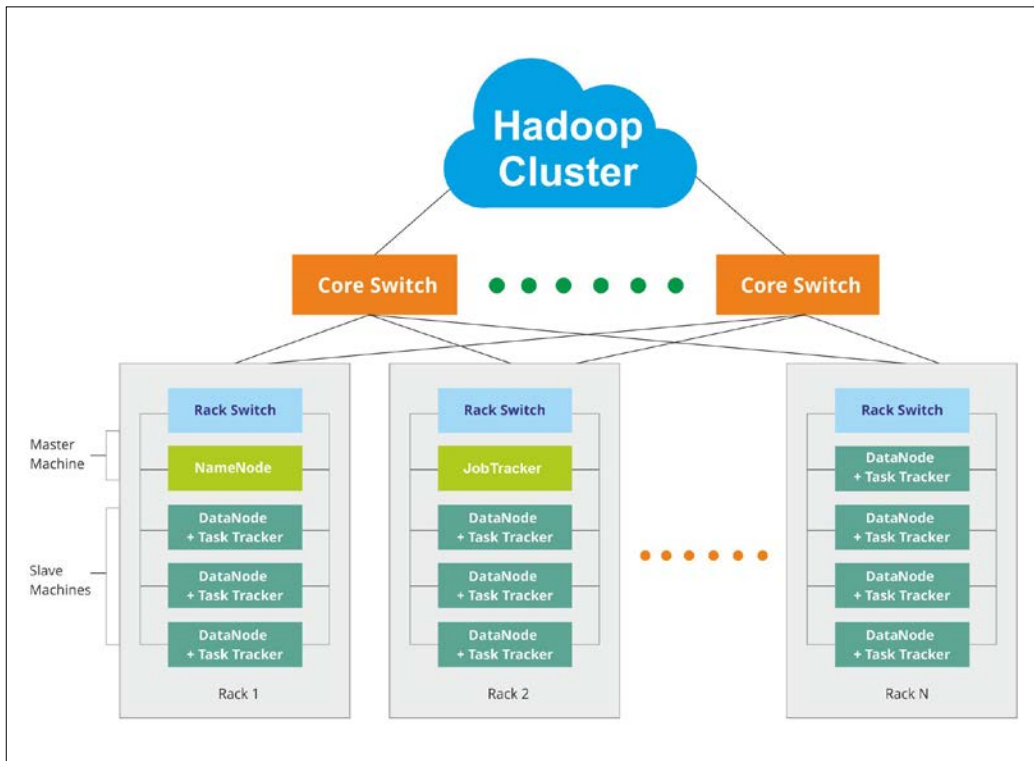 Hadoop
Cluster
Core Switch
Core Switch
Master
Machine
Slave
Machines
Rack Switch
NameNode
DataNode
+ Task Tracker
DataNode
+ Task Tracker
DataNode
+ Task Tracker
Rack 1
Rack Switch
JobTracker
DataNode
+ Task Tracker
DataNode
+ Task Tracker
DataNode
+ Task Tracker
Rack 2
Rack Switch
DataNode
+ Task Tracker
DataNode
+ Task Tracker
DataNode
+ Task Tracker
DataNode
+ Task Tracker
Rack N